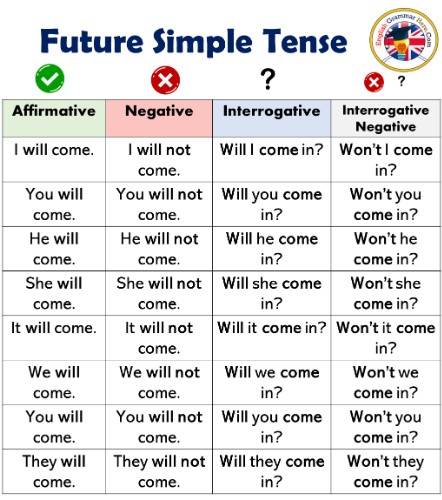 Future Simple Tense
English Grammar Here.Com
?
?
Affirmative Negative Interrogative Interrogative
Negative
I will come. I will not
come. Will I come in? Won't I come
in?
You will
come. You will not
come. Will you come
in? Won't you
come in?
He will
come. He will not
come. Will he come
in? Won't he
come in?
She will
come. She will not
come. Will she come
in? Won't she
come in?
It will come. It will not
come. Will it come in? Won't it come
in?
We will
come. We will not
come. Will we come
in? Won't we
come in?
You will
come. You will not
come. Will you come
in? Won't you
come in?
They will
come. They will not
come. Will they come
in? Won't they
come in?